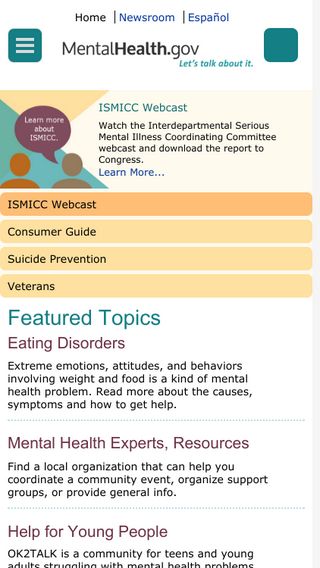 Home | Newsroom | Español
MentalHealth.gov
Let's talk about it.
Learn more
about
ISMICC.
ISMICC Webcast
Watch the Interdepartmental Serious
Mental Illness Coordinating Committee
webcast and download the report to
Congress.
Learn More...
ISMICC Webcast
Consumer Guide
Suicide Prevention
Veterans
Featured Topics
Eating Disorders
Extreme emotions, attitudes, and behaviors
involving weight and food is a kind of mental
health problem. Read more about the causes,
symptoms and how to get help.
Mental Health Experts, Resources
Find a local organization that can help you
coordinate a community event, organize support
groups, or provide general info.
Help for Young People
OK2TALK is a community for teens and young
adults struggling with mental health problems